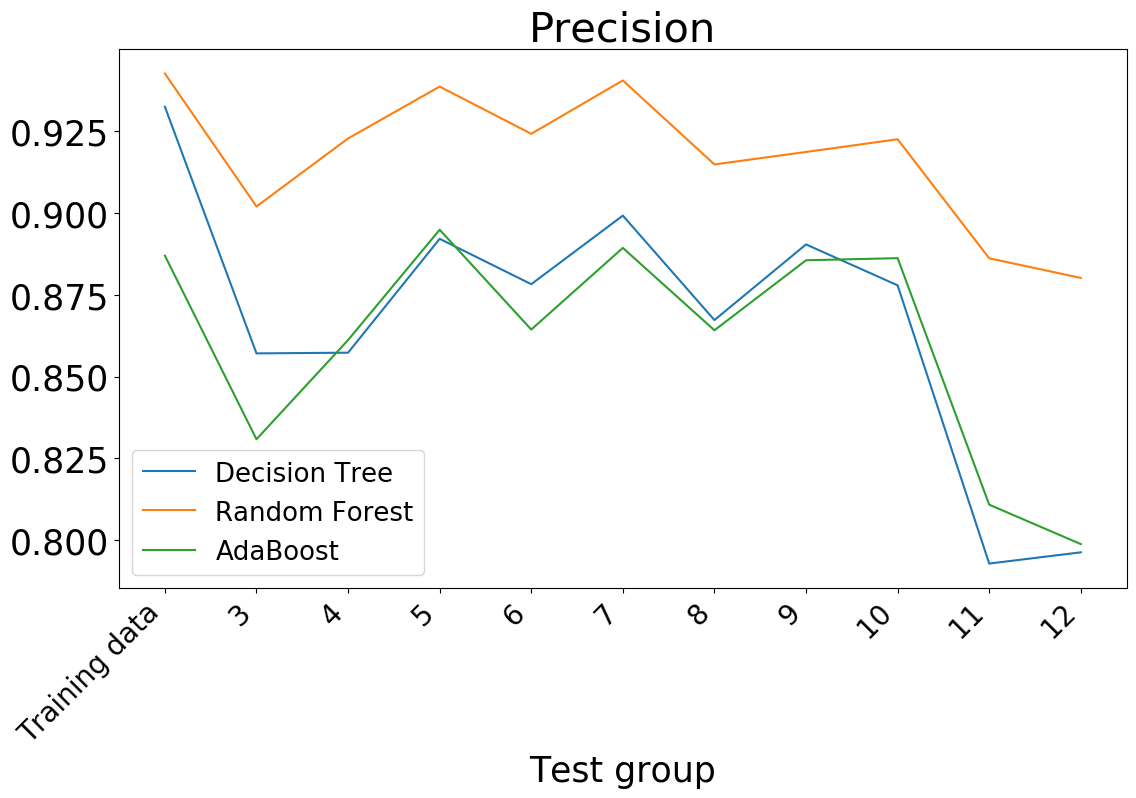 Precision
0.925
0.900
0.875
0.850
0.825
0.800
Decision Tree
Random Forest
AdaBoost
Training data
3
4
5
6
7
8
9
10
11
12
Test group